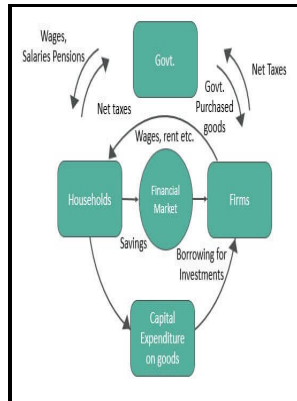 Wages,
Salaries Pensions
Govt.
Net Taxes
Net taxes
Govt.
Purchased
goods
Wages, rent etc.
Households
Financial
Market
Firms
Savings
Borrowing for
Investments
Capital
Expenditure
on goods